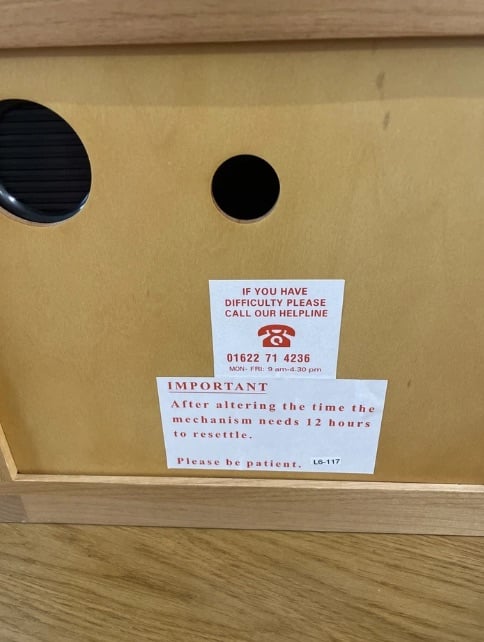 IF YOU HAVE
DIFFICULTY PLEASE
CALL OUR HELPLINE
01622 71 4236
MON- FRI: 9 am-4.30 pm
IMPORTANT
After altering the time the
mechanism needs 12 hours
to resettle.
Please be patient. L6-117